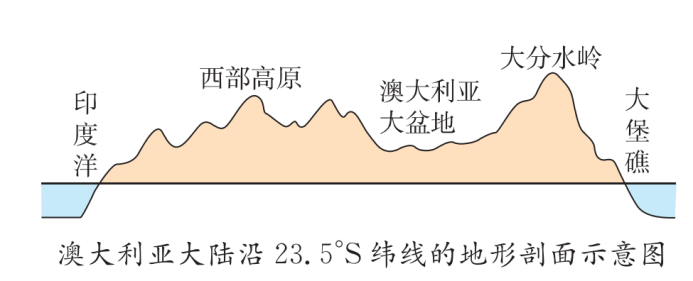 大分水岭
西部高原
澳大利亚
大盆地
印度洋
大堡礁
澳大利亚大陆沿 23.5°S 纬线的地形剖面示意图